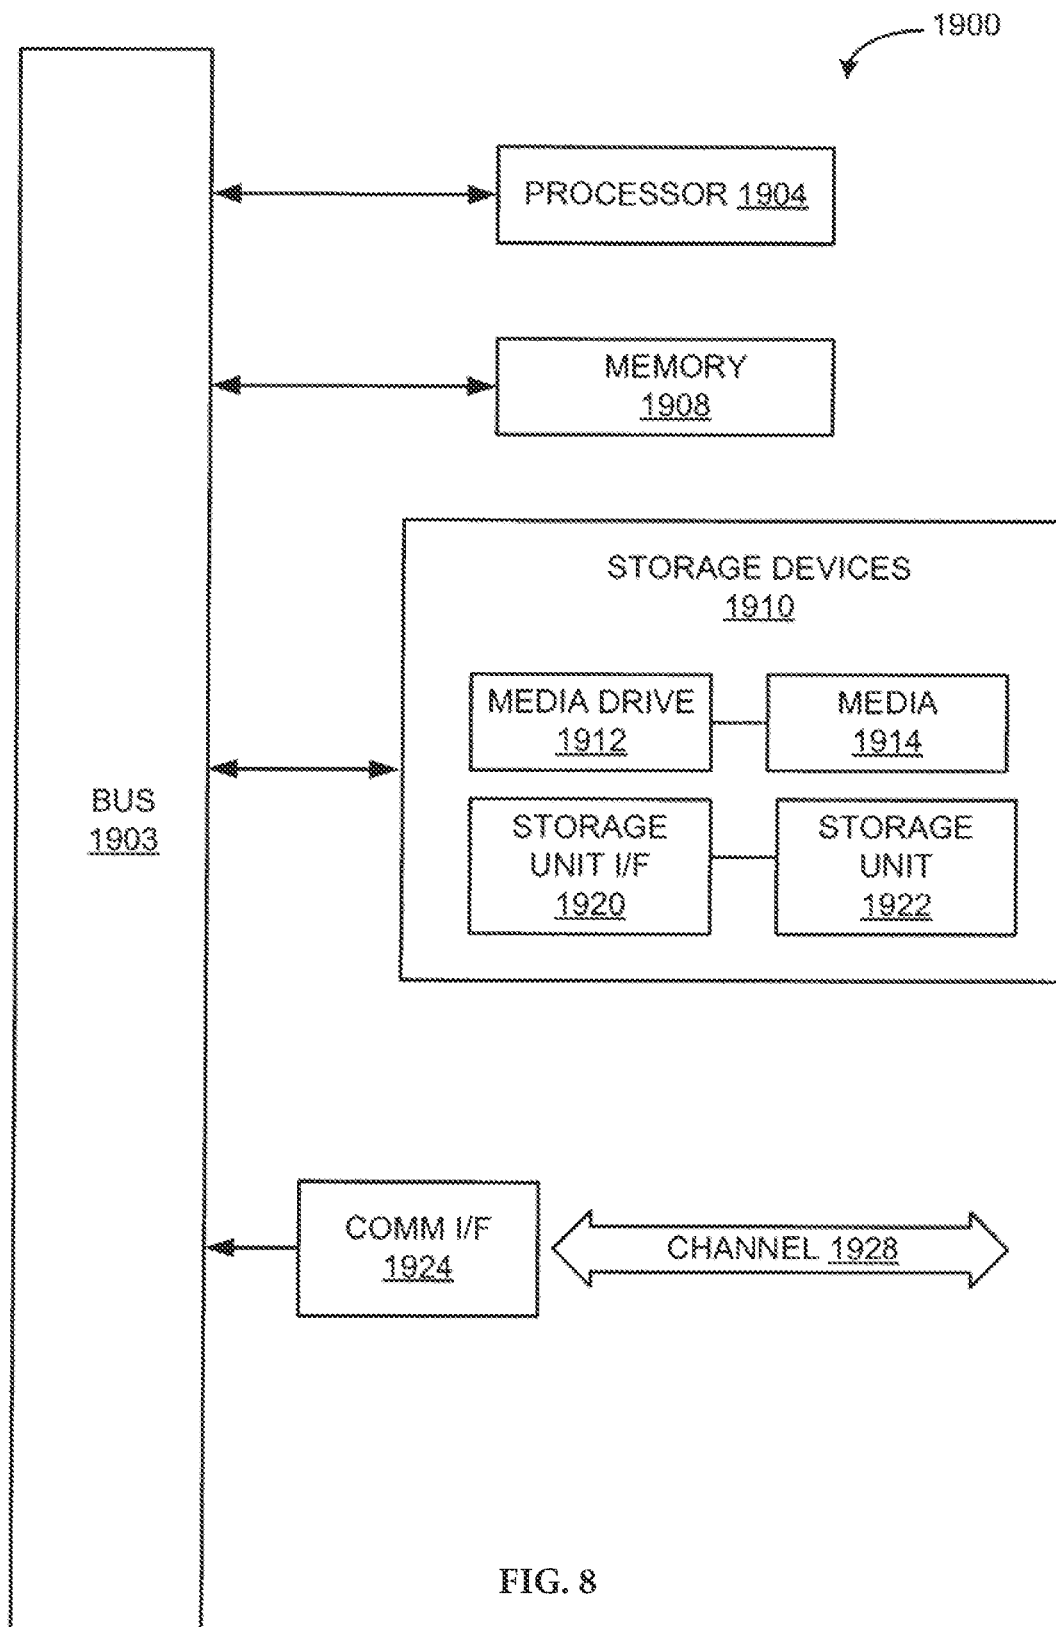 1900
PROCESSOR 1904
MEMORY
1908
STORAGE DEVICES
1910
MEDIA DRIVE
1912
MEDIA
1914
BUS
1903
STORAGE
UNIT I/F
1920
STORAGE
UNIT
1922
COMM I/F
1924
CHANNEL 1928
FIG. 8